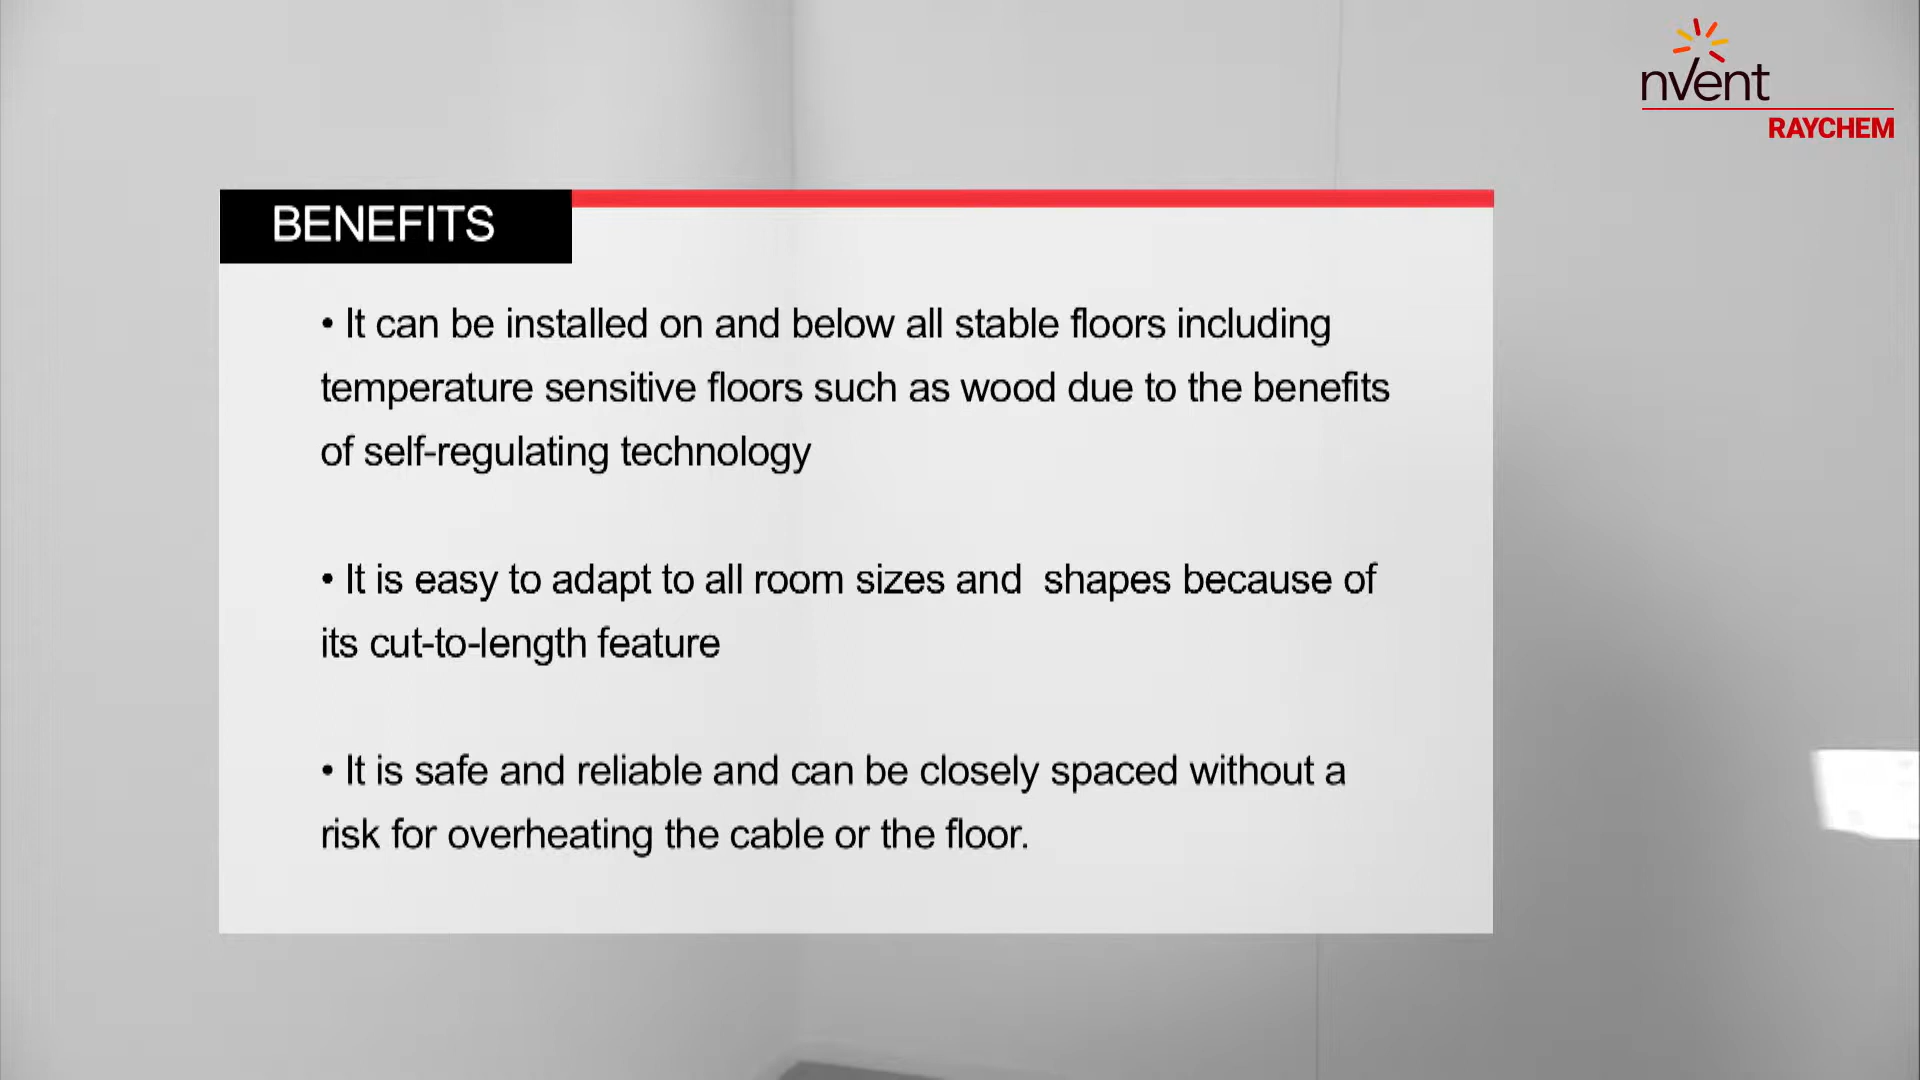 nVent
RAYCHEM
BENEFITS
• It can be installed on and below all stable floors including
temperature sensitive floors such as wood due to the benefits
of self-regulating technology
• It is easy to adapt to all room sizes and  shapes because of
its cut-to-length feature
• It is safe and reliable and can be closely spaced without a
risk for overheating the cable or the floor.